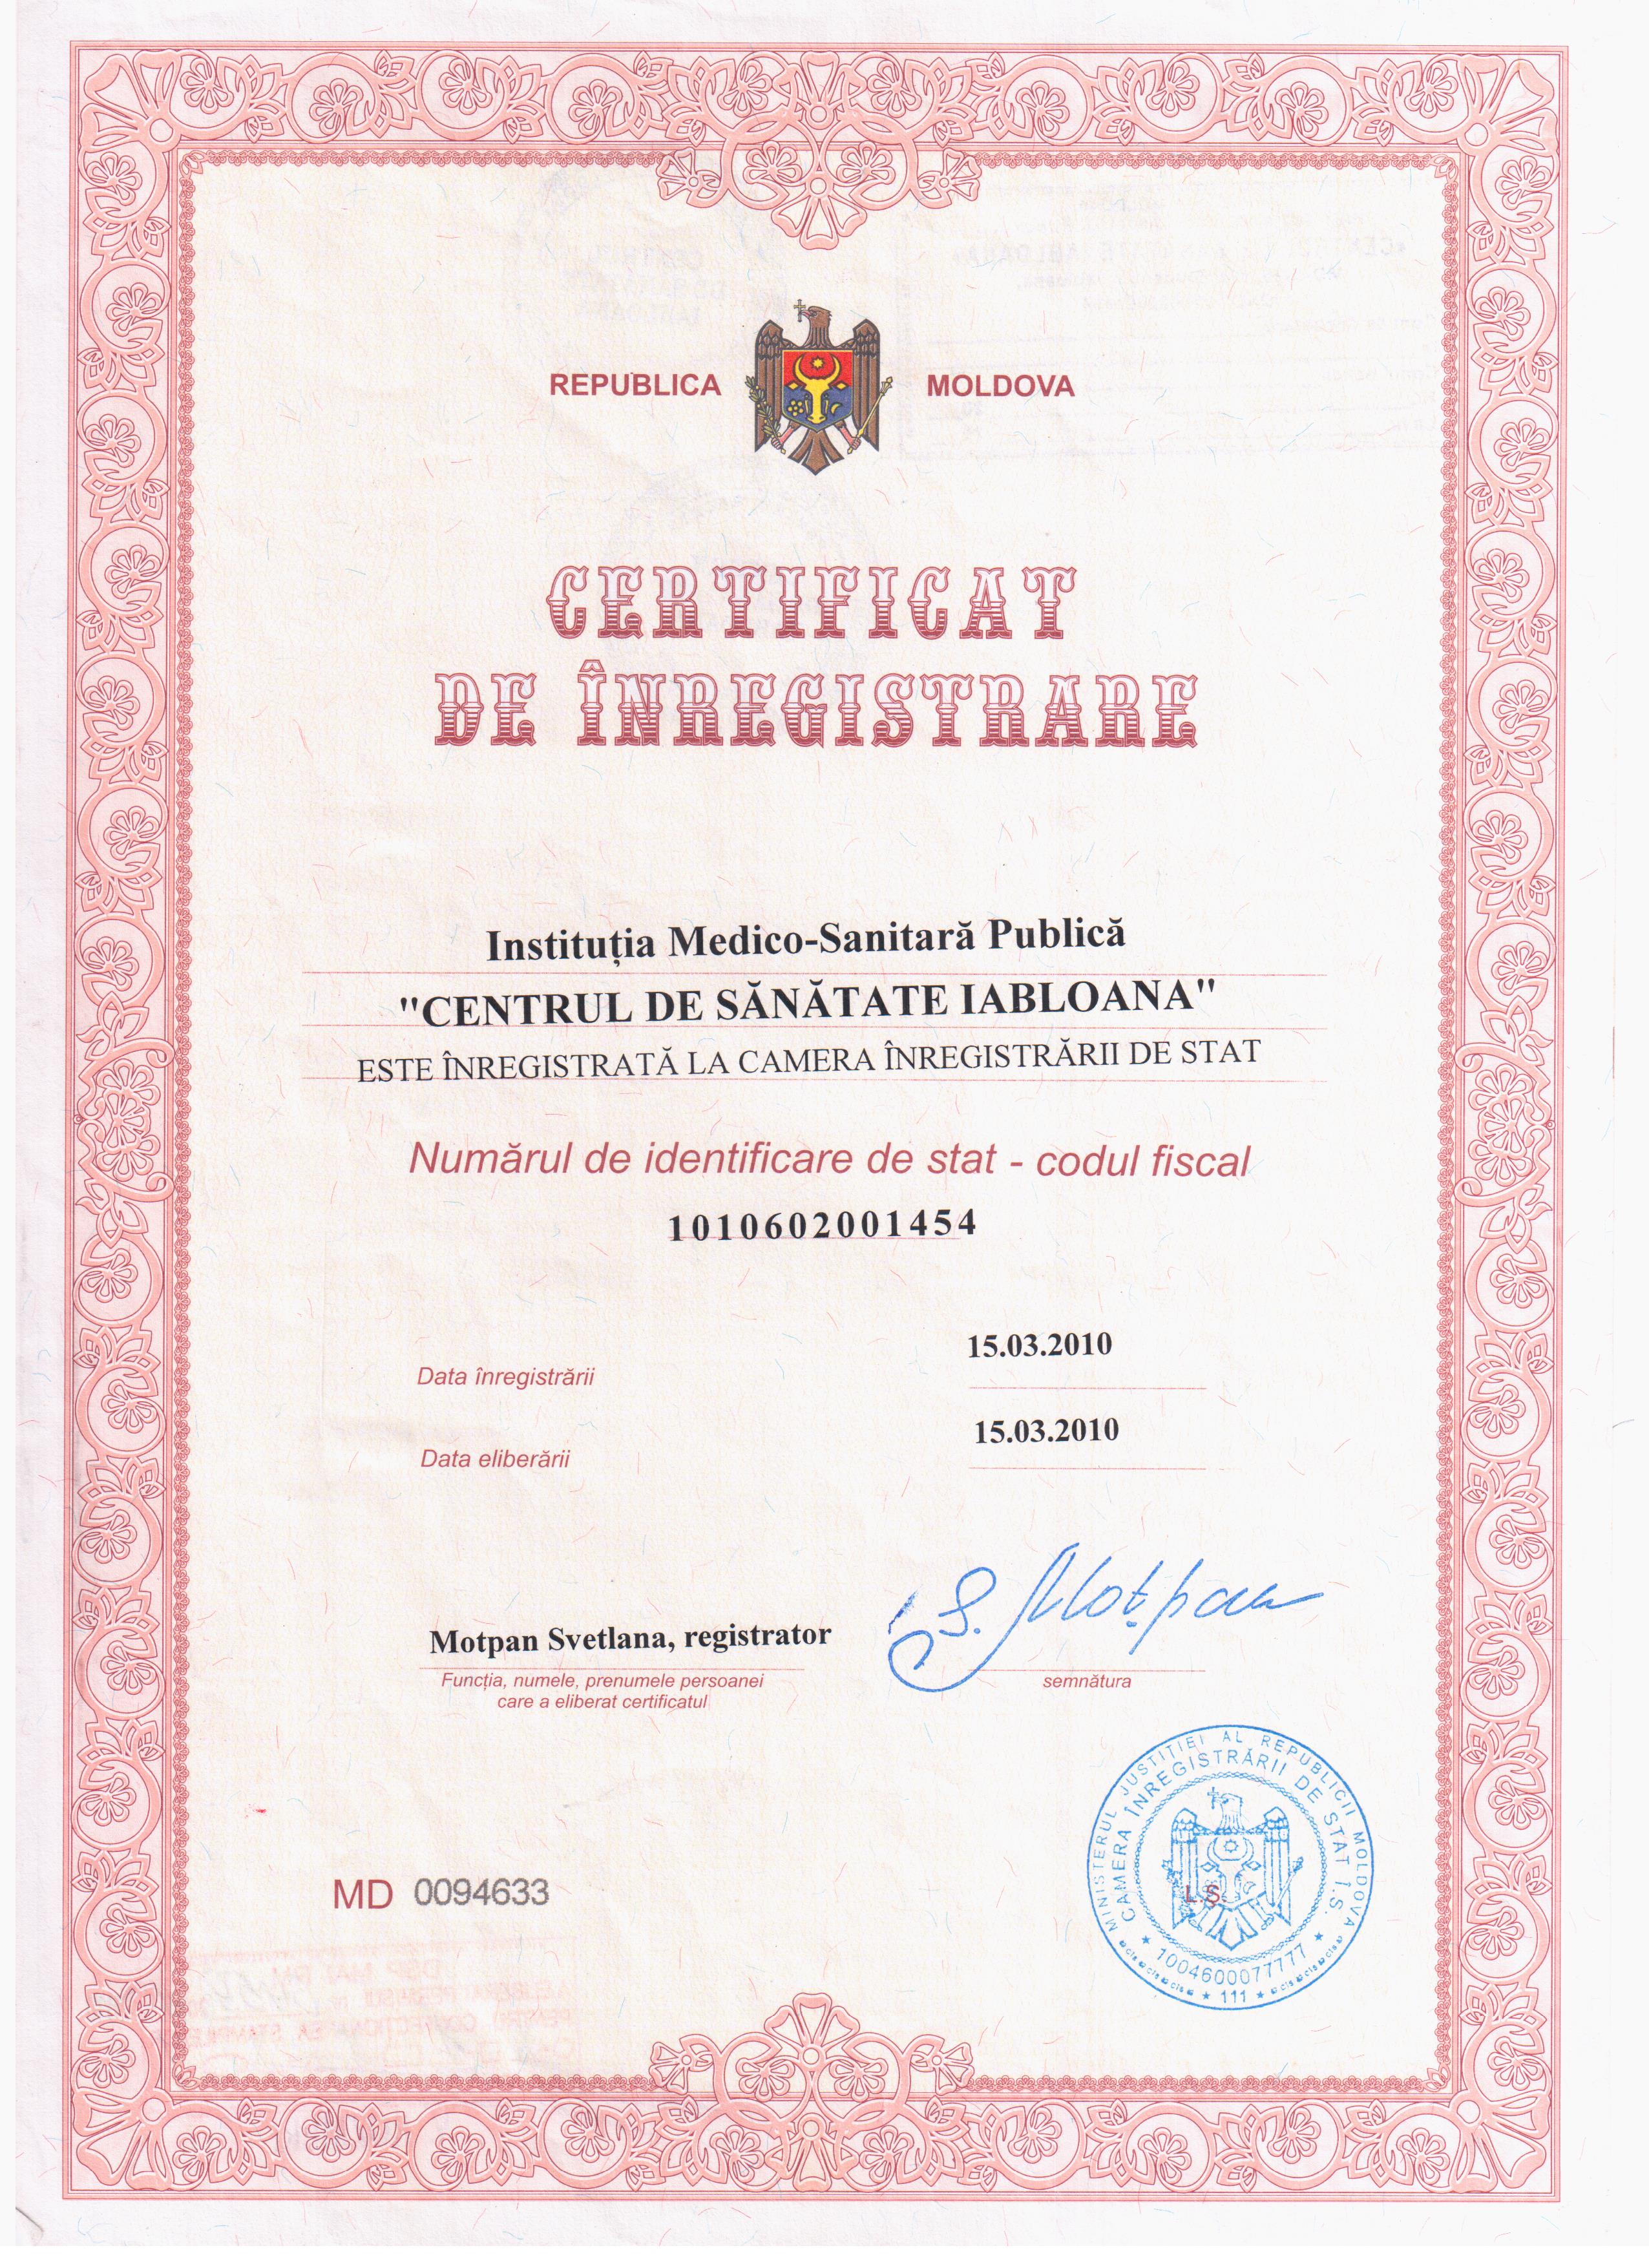 REPUBLICA MOLDOVA
CERTIFICAT
DE ÎNREGISTRARE
Instituția Medico-Sanitară Publică
"CENTRUL DE SĂNĂTATE IABLOANA"
ESTE ÎNREGISTRATĂ LA CAMERA ÎNREGISTRĂRII DE STAT
Numărul de identificare de stat - codul fiscal
1010602001454
15.03.2010
Data înregistrării
15.03.2010
Data eliberării
S. Moțpan
Motpan Svetlana, registrator
Funcția, numele, prenumele persoanei
care a eliberat certificatul
semnătura
MINISTERUL JUSTIȚIEI AL REPUBLICII MOLDOVA
CAMERA ÎNREGISTRĂRII DE STAT Î.S.
L.Ș.
★ 1004600077777 ★
★ 111 ★
MD 0094633